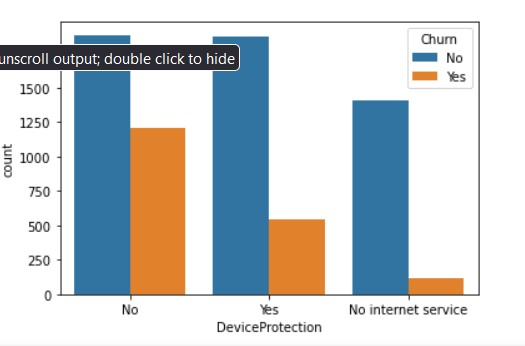 Churn
No
Yes
unscroll output; double click to hide
1500
1250
1000
750
500
250
0
count
No
Yes
No internet service
DeviceProtection